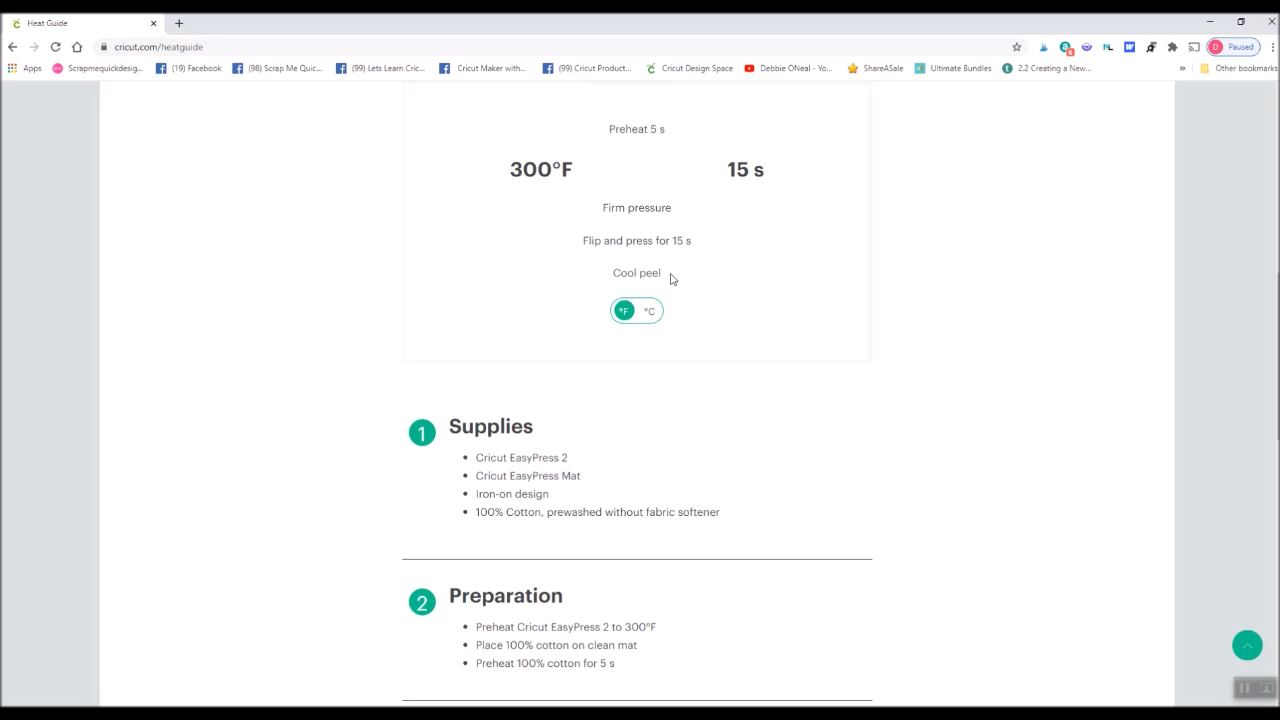 Heat Guide
cricut.com/heatguide
D Paused
Apps Scrapmequickdesig... (19) Facebook (98) Scrap Me Quic... (99) Lets Learn Cric... Cricut Maker with... (99) Cricut Product... Cricut Design Space Debbie ONeal - Yo... ShareASale Ultimate Bundles 2.2 Creating a New... » Other bookmarks
Preheat 5 s
300°F 15 s
Firm pressure
Flip and press for 15 s
Cool peel
°F °C
1 Supplies
• Cricut EasyPress 2
• Cricut EasyPress Mat
• Iron-on design
• 100% Cotton, prewashed without fabric softener
2 Preparation
• Preheat Cricut EasyPress 2 to 300°F
• Place 100% cotton on clean mat
• Preheat 100% cotton for 5 s